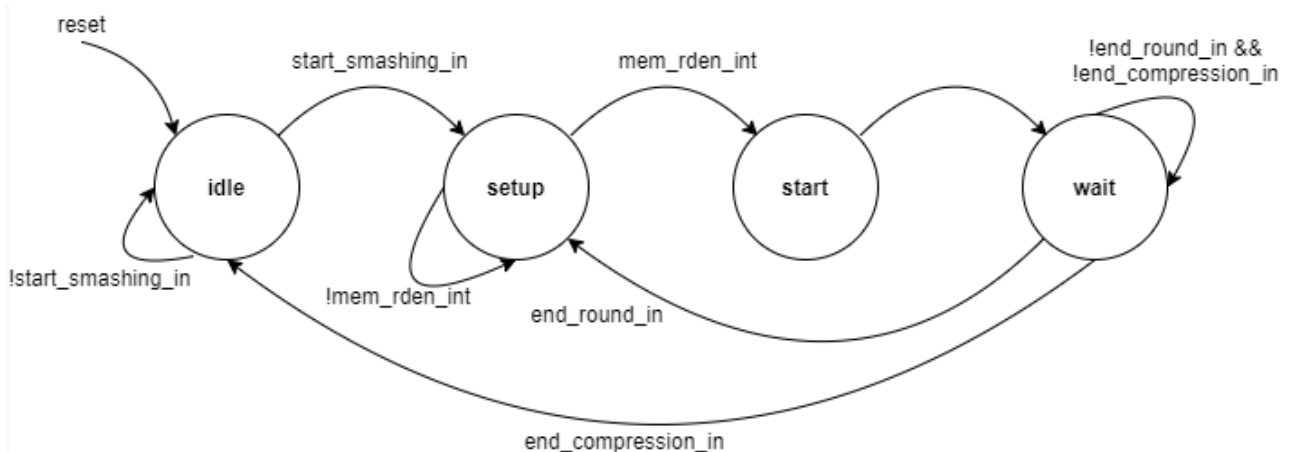 reset
start_smashing_in
mem_rden_int
!end_round_in &&
!end_compression_in
idle
setup
start
wait
!start_smashing_in
!mem_rden_int
end_round_in
end_compression_in